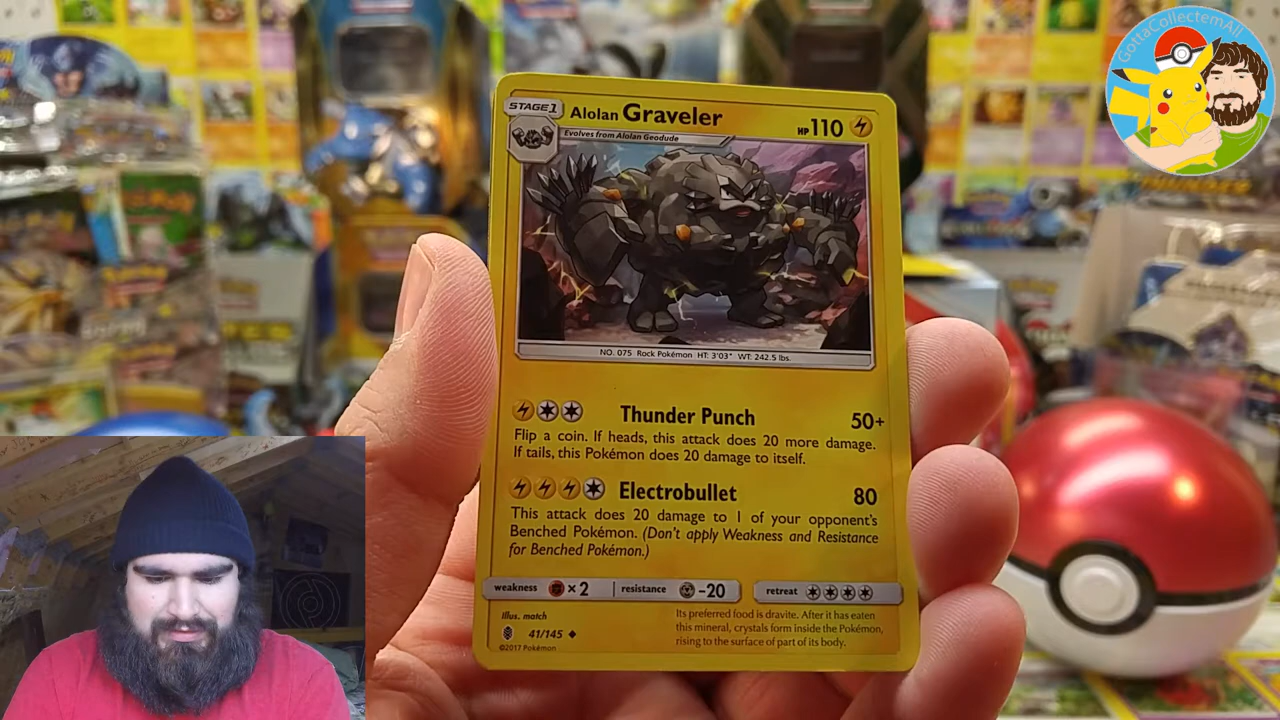 GottaCollectemAll
STAGE 1
Alolan Graveler
HP 110
Evolves from Alolan Geodude
NO. 075 Rock Pokémon HT: 3'03" WT: 242.5 lbs.
Thunder Punch 50+
Flip a coin. If heads, this attack does 20 more damage.
If tails, this Pokémon does 20 damage to itself.
Electrobullet 80
This attack does 20 damage to 1 of your opponent's
Benched Pokémon. (Don't apply Weakness and Resistance
for Benched Pokémon.)
weakness ×2 resistance -20 retreat
Illus. match
41/145
©2017 Pokémon
Its preferred food is dravite. After it has eaten
this mineral, crystals form inside the Pokémon,
rising to the surface of part of its body.